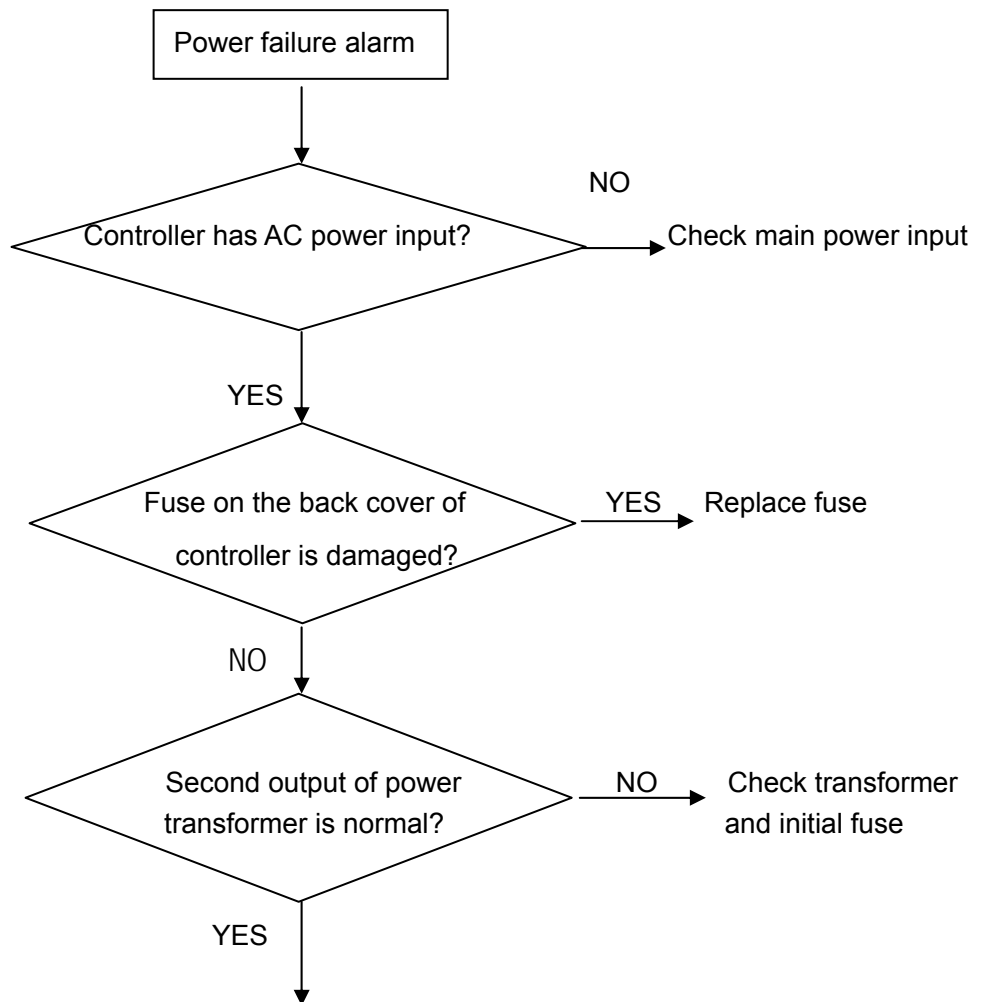 Power failure alarm
NO
Controller has AC power input?
Check main power input
YES
Fuse on the back cover of
controller is damaged?
YES
Replace fuse
NO
Second output of power
transformer is normal?
NO
Check transformer
and initial fuse
YES